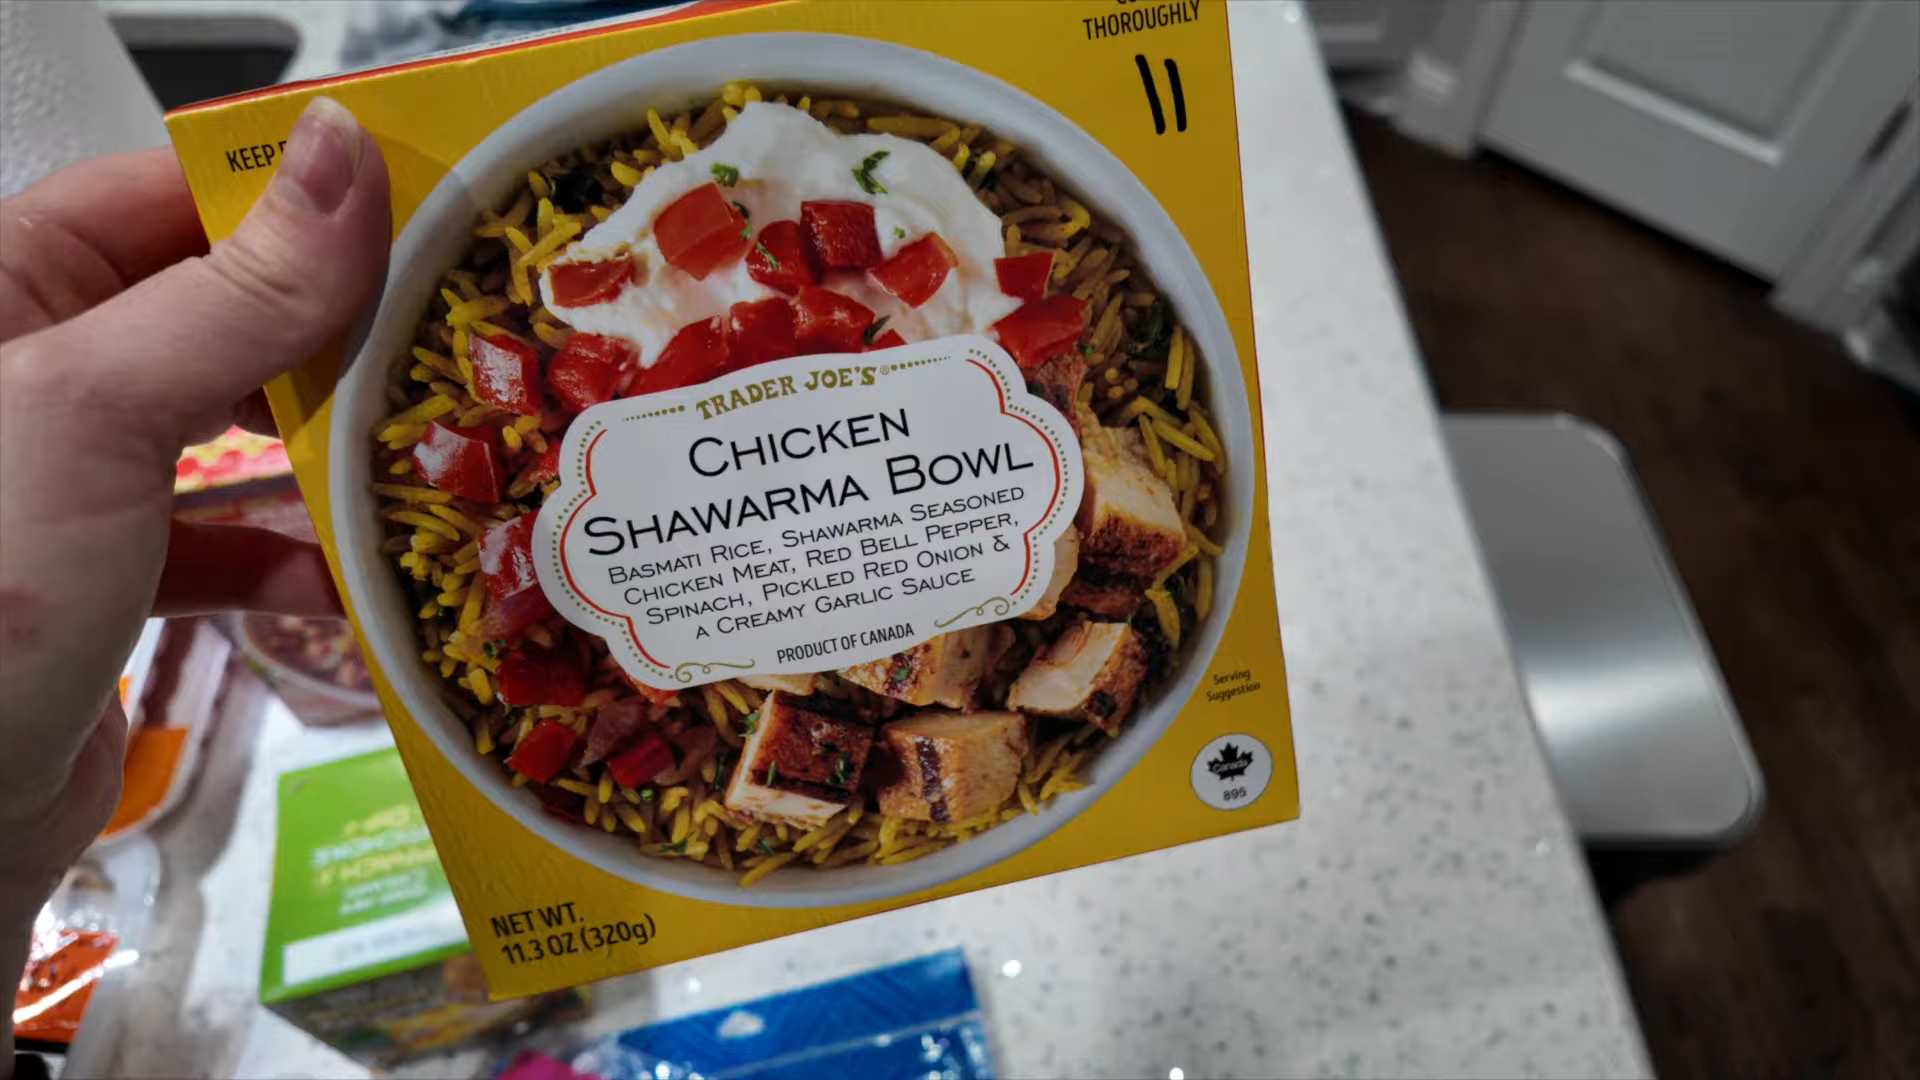 THOROUGHLY
KEEP
TRADER JOE'S®
CHICKEN
SHAWARMA BOWL
BASMATI RICE, SHAWARMA SEASONED
CHICKEN MEAT, RED BELL PEPPER,
SPINACH, PICKLED RED ONION &
A CREAMY GARLIC SAUCE
PRODUCT OF CANADA
Serving
Suggestion
Canada
895
NET WT.
11.3 OZ (320g)